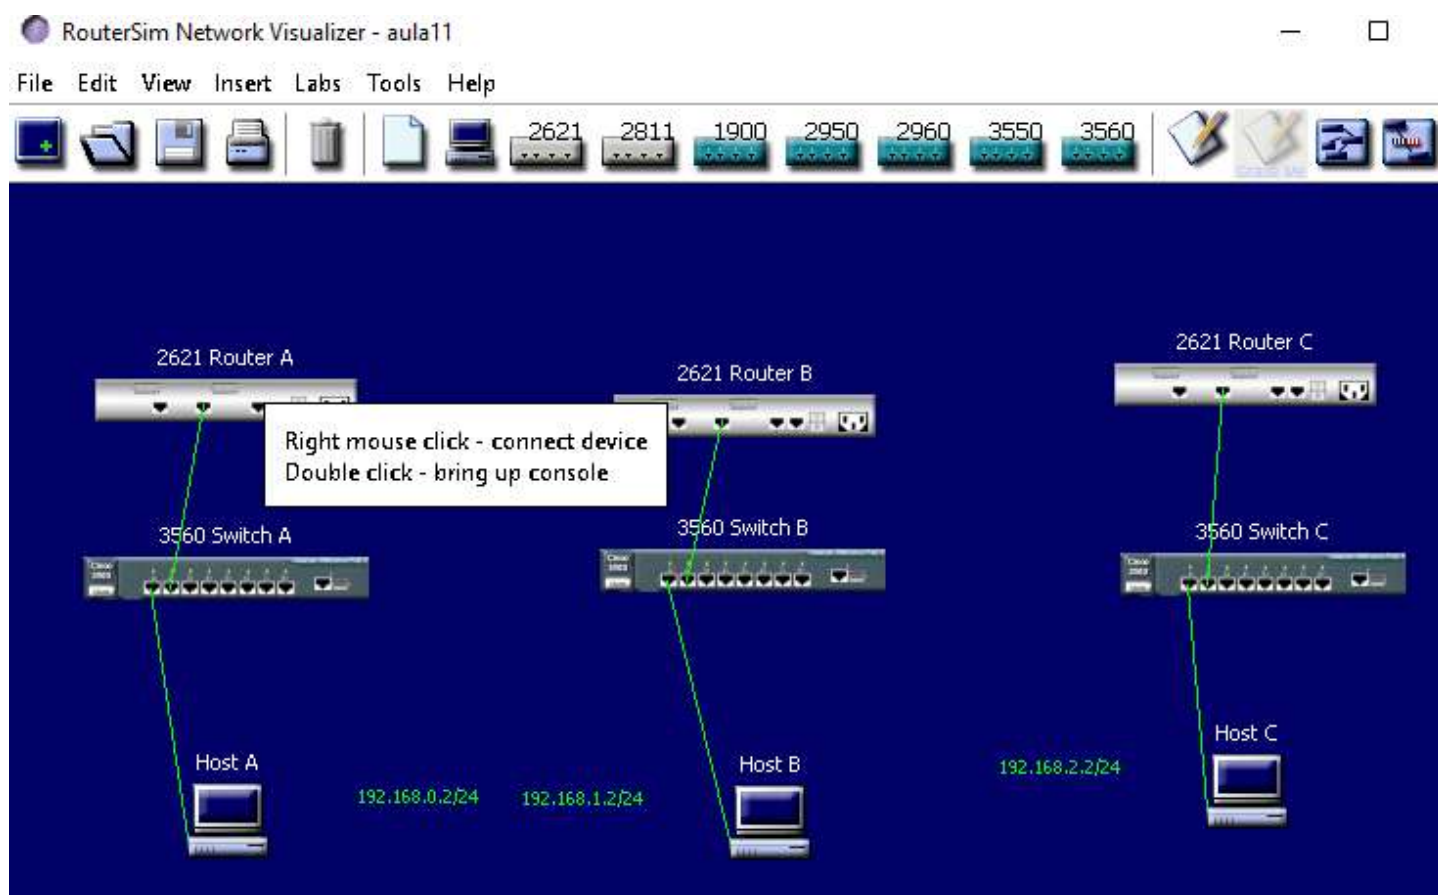 RouterSim Network Visualizer - aula11
File Edit View Insert Labs Tools Help
2621 2811 1900 2950 2960 3550 3560
2621 Router A
2621 Router B
2621 Router C
Right mouse click - connect device
Double click - bring up console
3560 Switch A
3560 Switch B
3560 Switch C
Host A
Host B
Host C
192.168.0.2/24
192.168.1.2/24
192.168.2.2/24